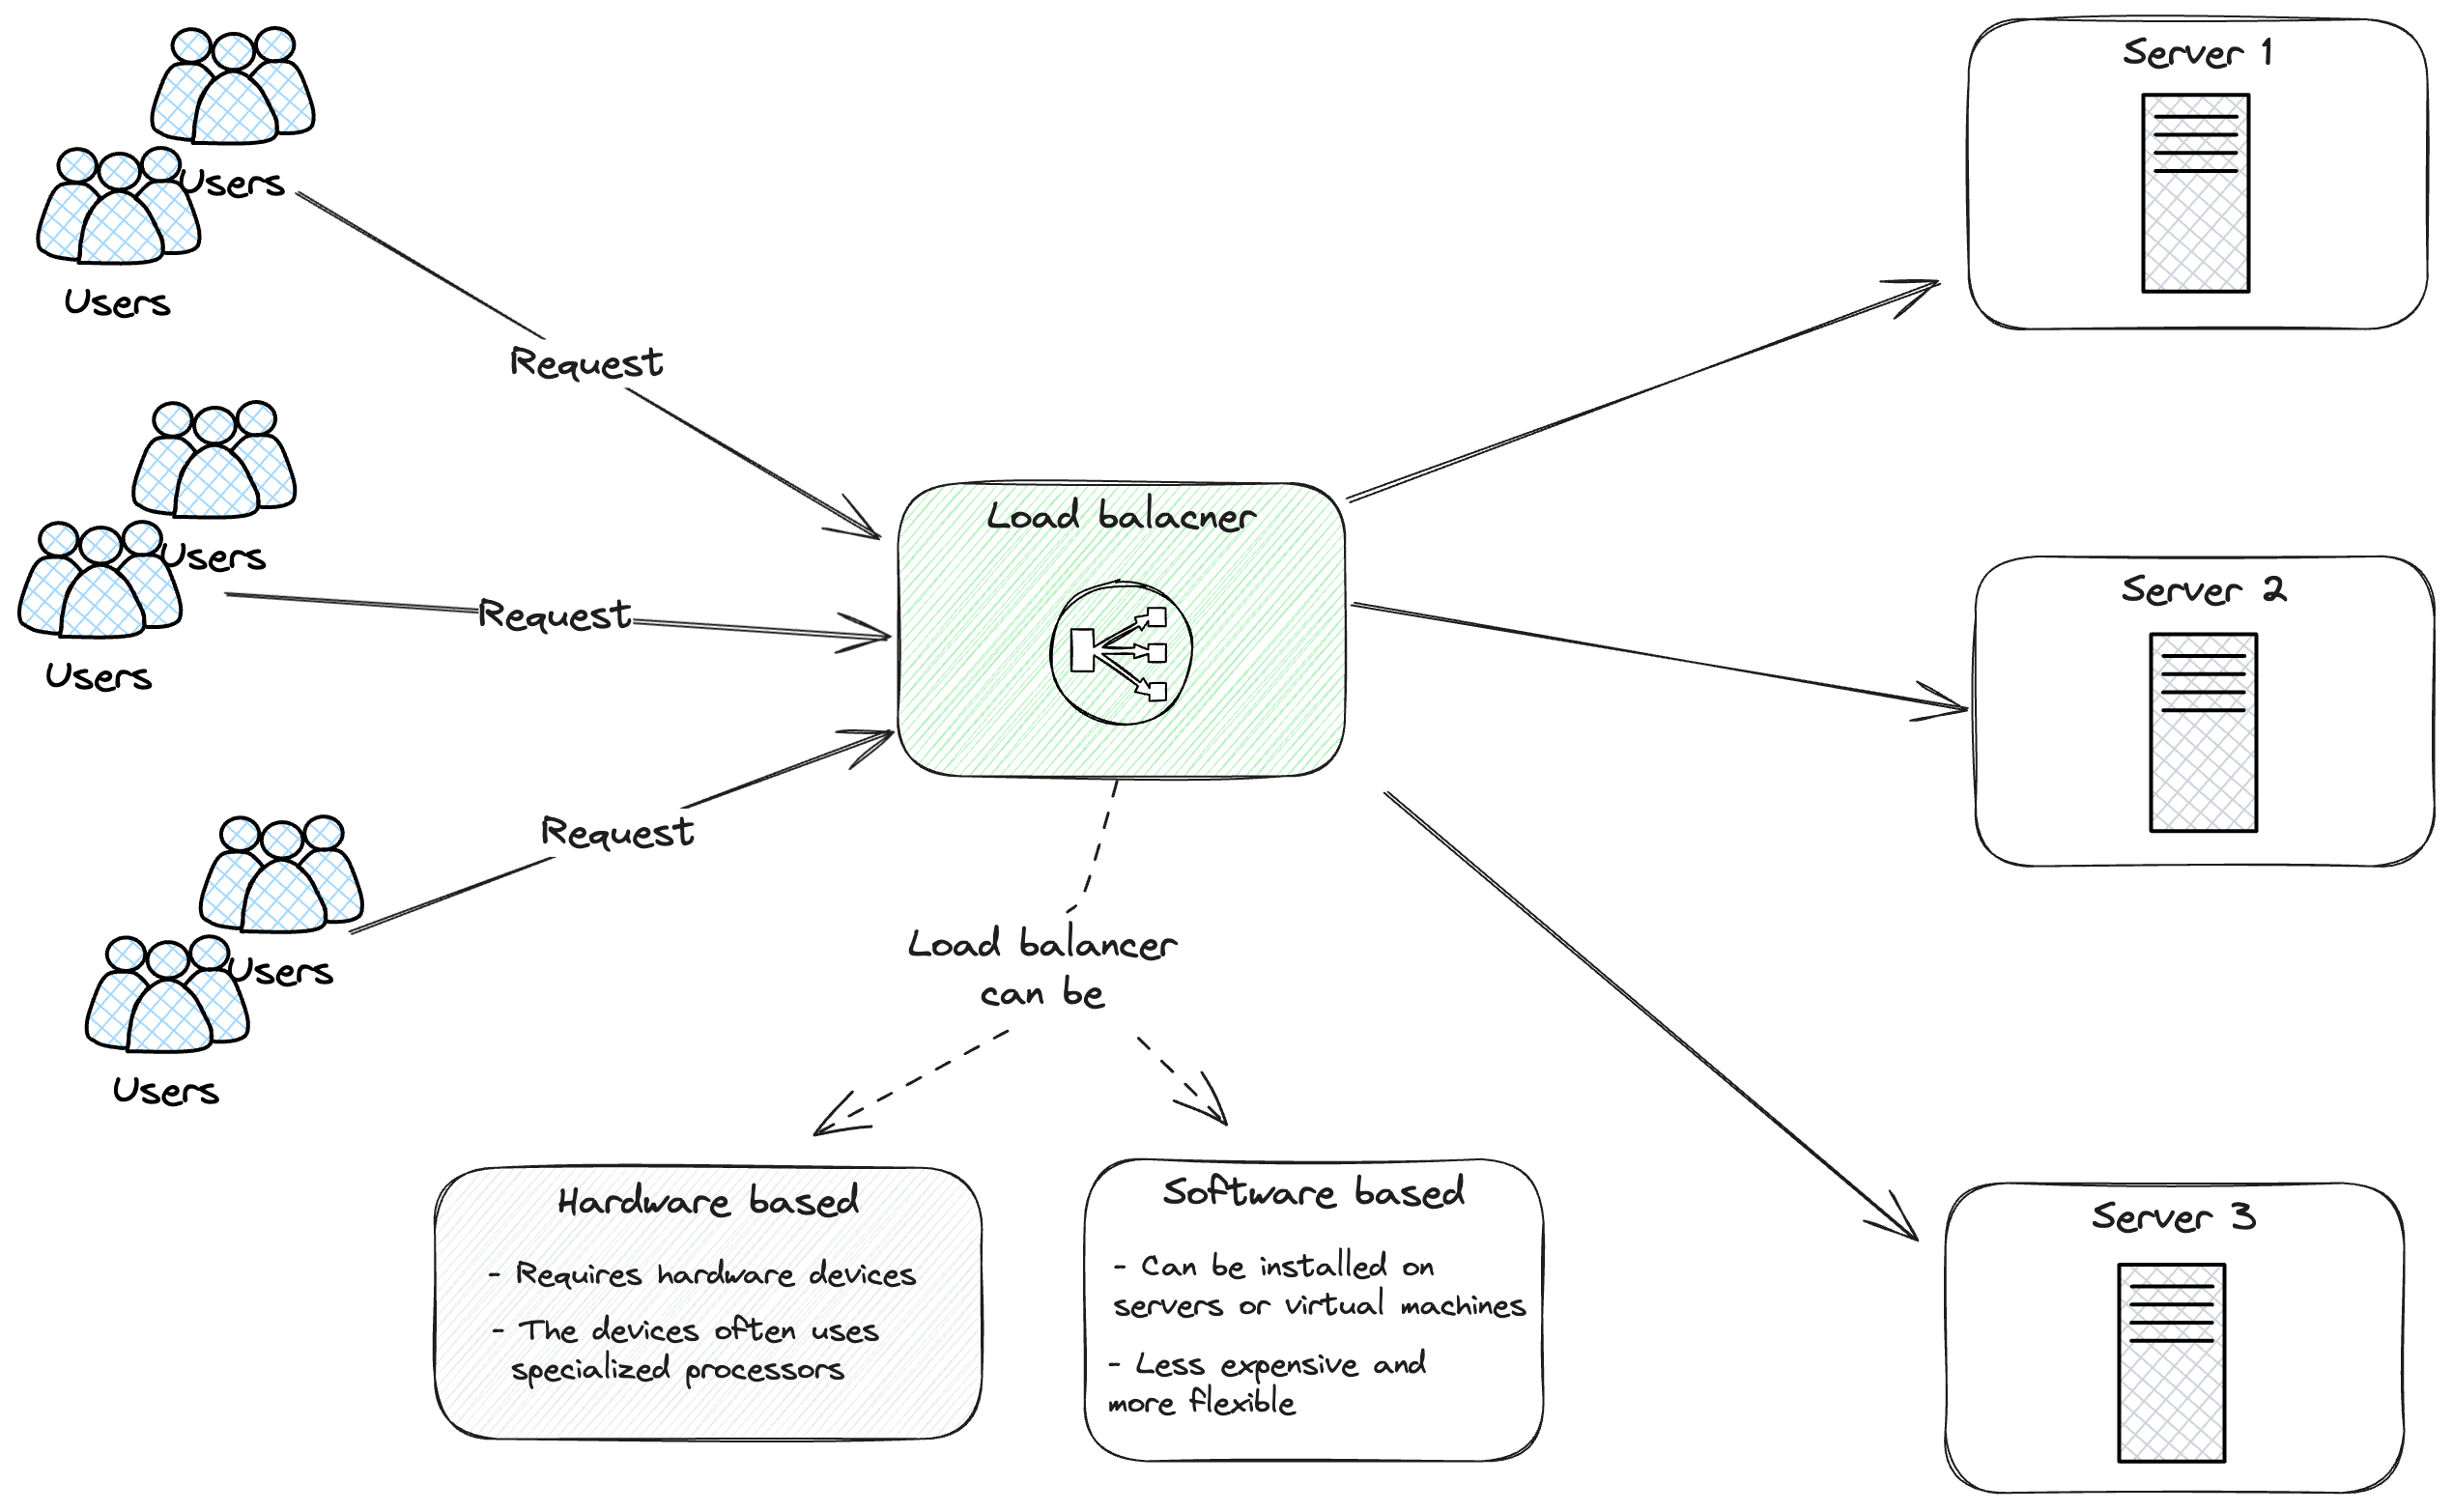 Users
Users
Request
Users
Users
Request
Request
Users
Users
Load balacner
Server 1
Server 2
Server 3
Load balancer
can be
Hardware based
- Requires hardware devices
- The devices often uses
specialized processors
Software based
- Can be installed on
servers or virtual machines
- Less expensive and
more flexible